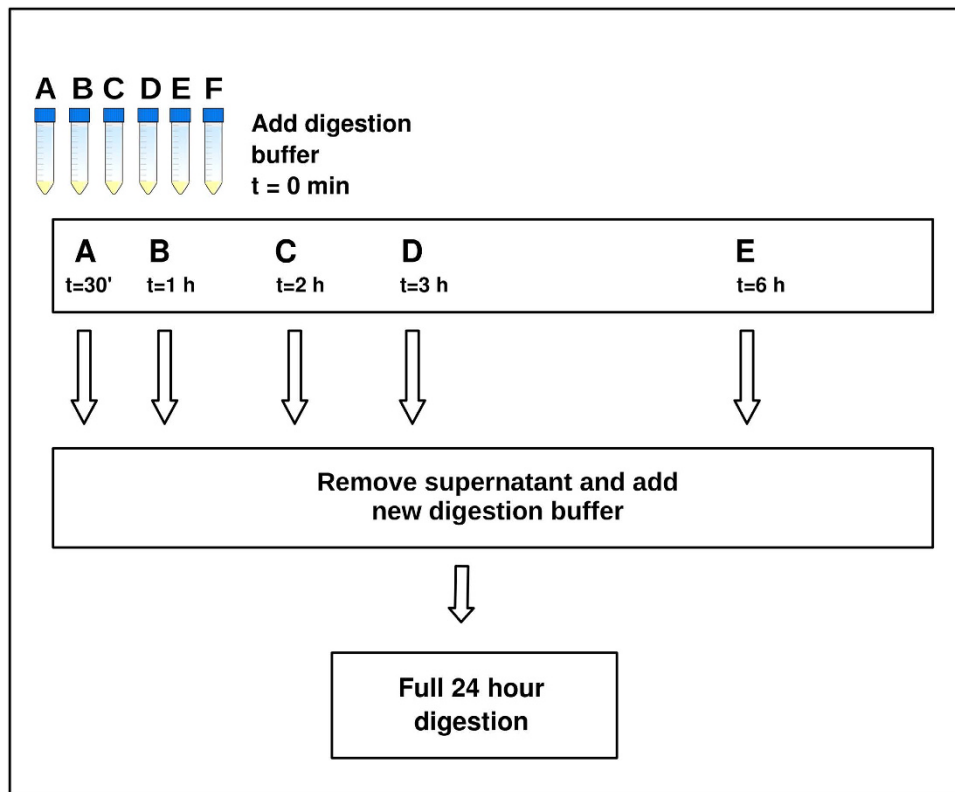 A B C D E F
Add digestion
buffer
t = 0 min
A B C D E
t=30' t=1 h t=2 h t=3 h t=6 h
Remove supernatant and add
new digestion buffer
Full 24 hour
digestion